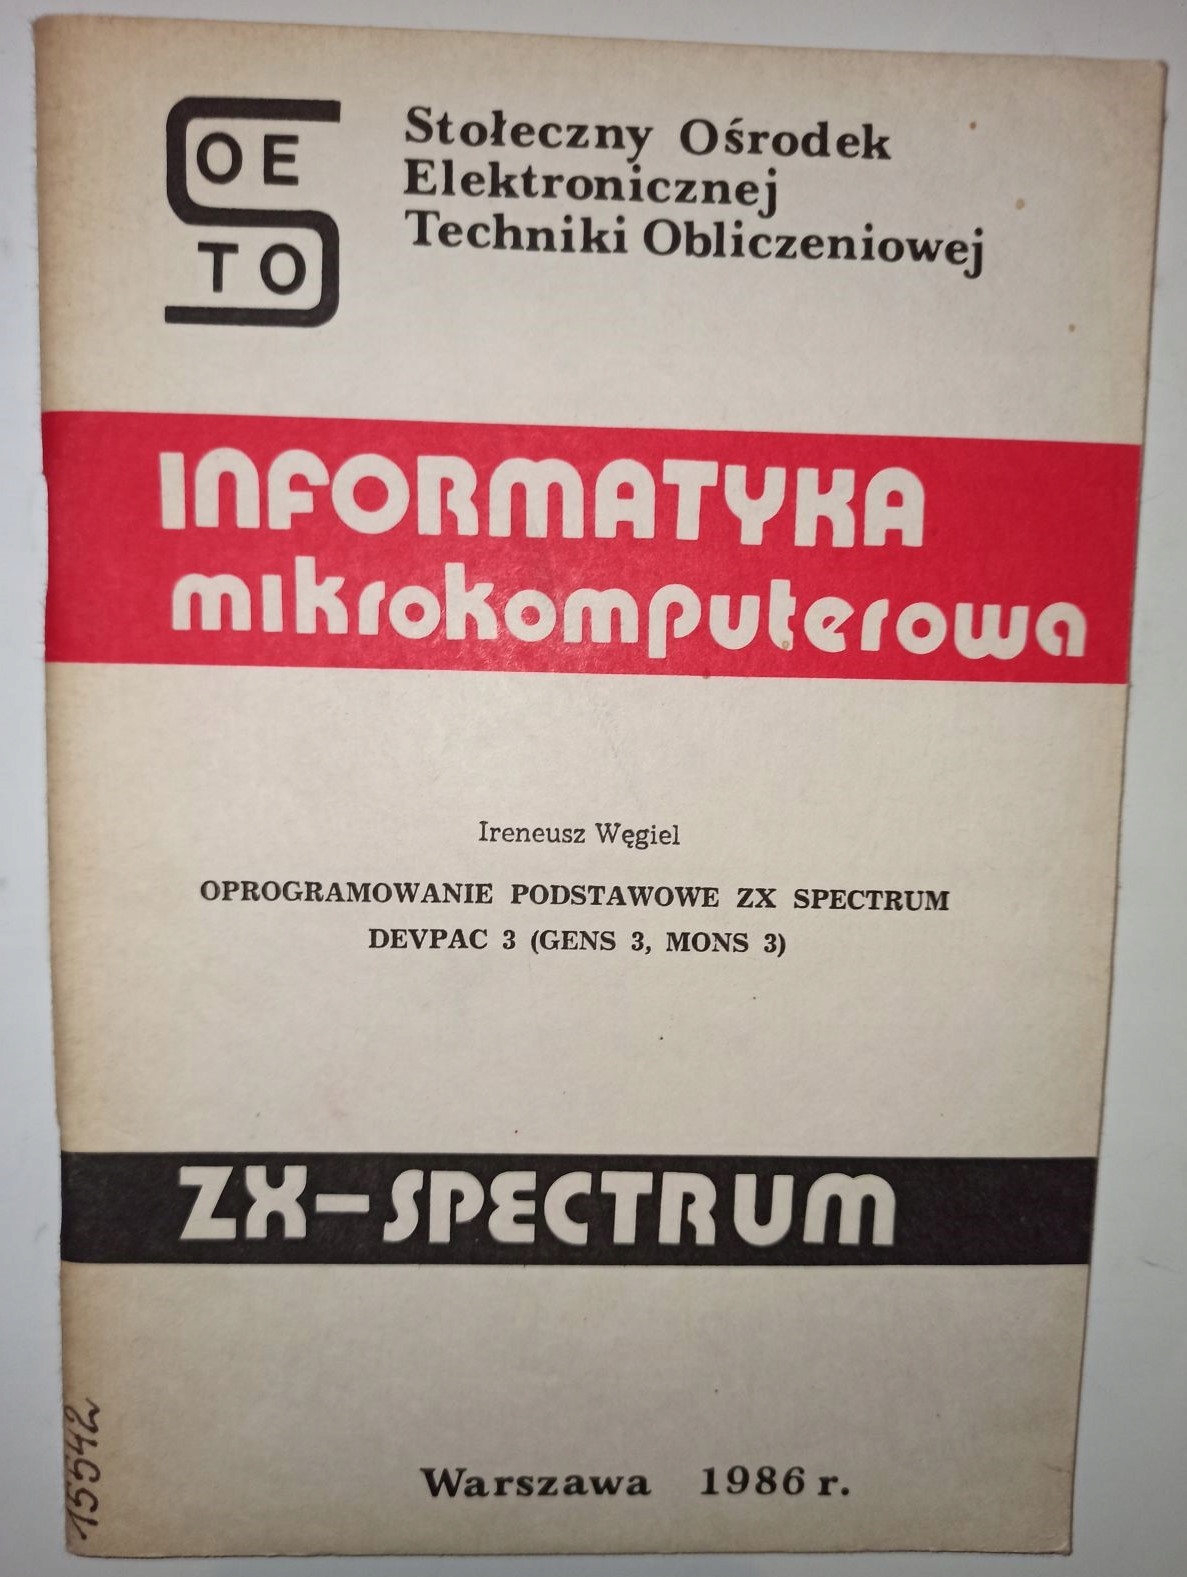 OE
TO
Stołeczny Ośrodek
Elektronicznej
Techniki Obliczeniowej
INFORMATYKA
mikrokomputerowa
Ireneusz Węgiel
OPROGRAMOWANIE PODSTAWOWE ZX SPECTRUM
DEVPAC 3 (GENS 3, MONS 3)
ZX-SPECTRUM
Warszawa 1986 r.